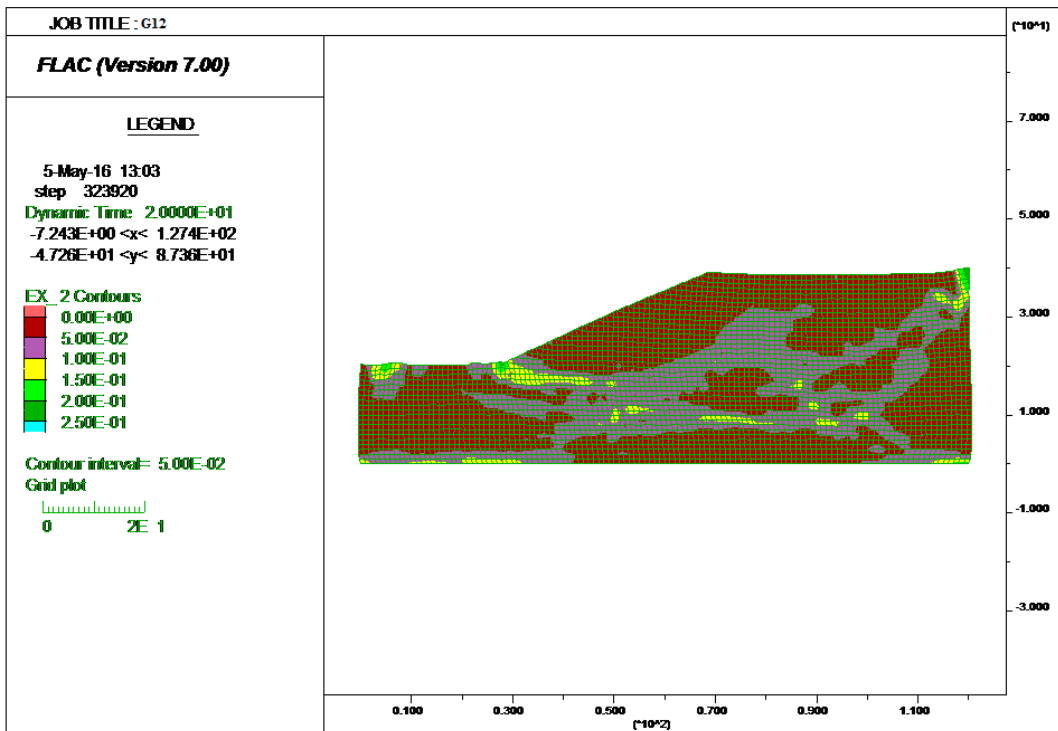 JOB TITLE : G12
(*10^1)
FLAC (Version 7.00)
LEGEND
5-May-16 13:03
step 323920
Dynamic Time 2.0000E+01
-7.243E+00 <x< 1.274E+02
-4.726E+01 <y< 8.736E+01
EX_2 Contours
0.00E+00
5.00E-02
1.00E-01
1.50E-01
2.00E-01
2.50E-01
Contour interval= 5.00E-02
Grid plot
0 2E 1
7.000
5.000
3.000
1.000
-1.000
-3.000
0.100 0.300 0.500 0.700 0.900 1.100
(*10^2)